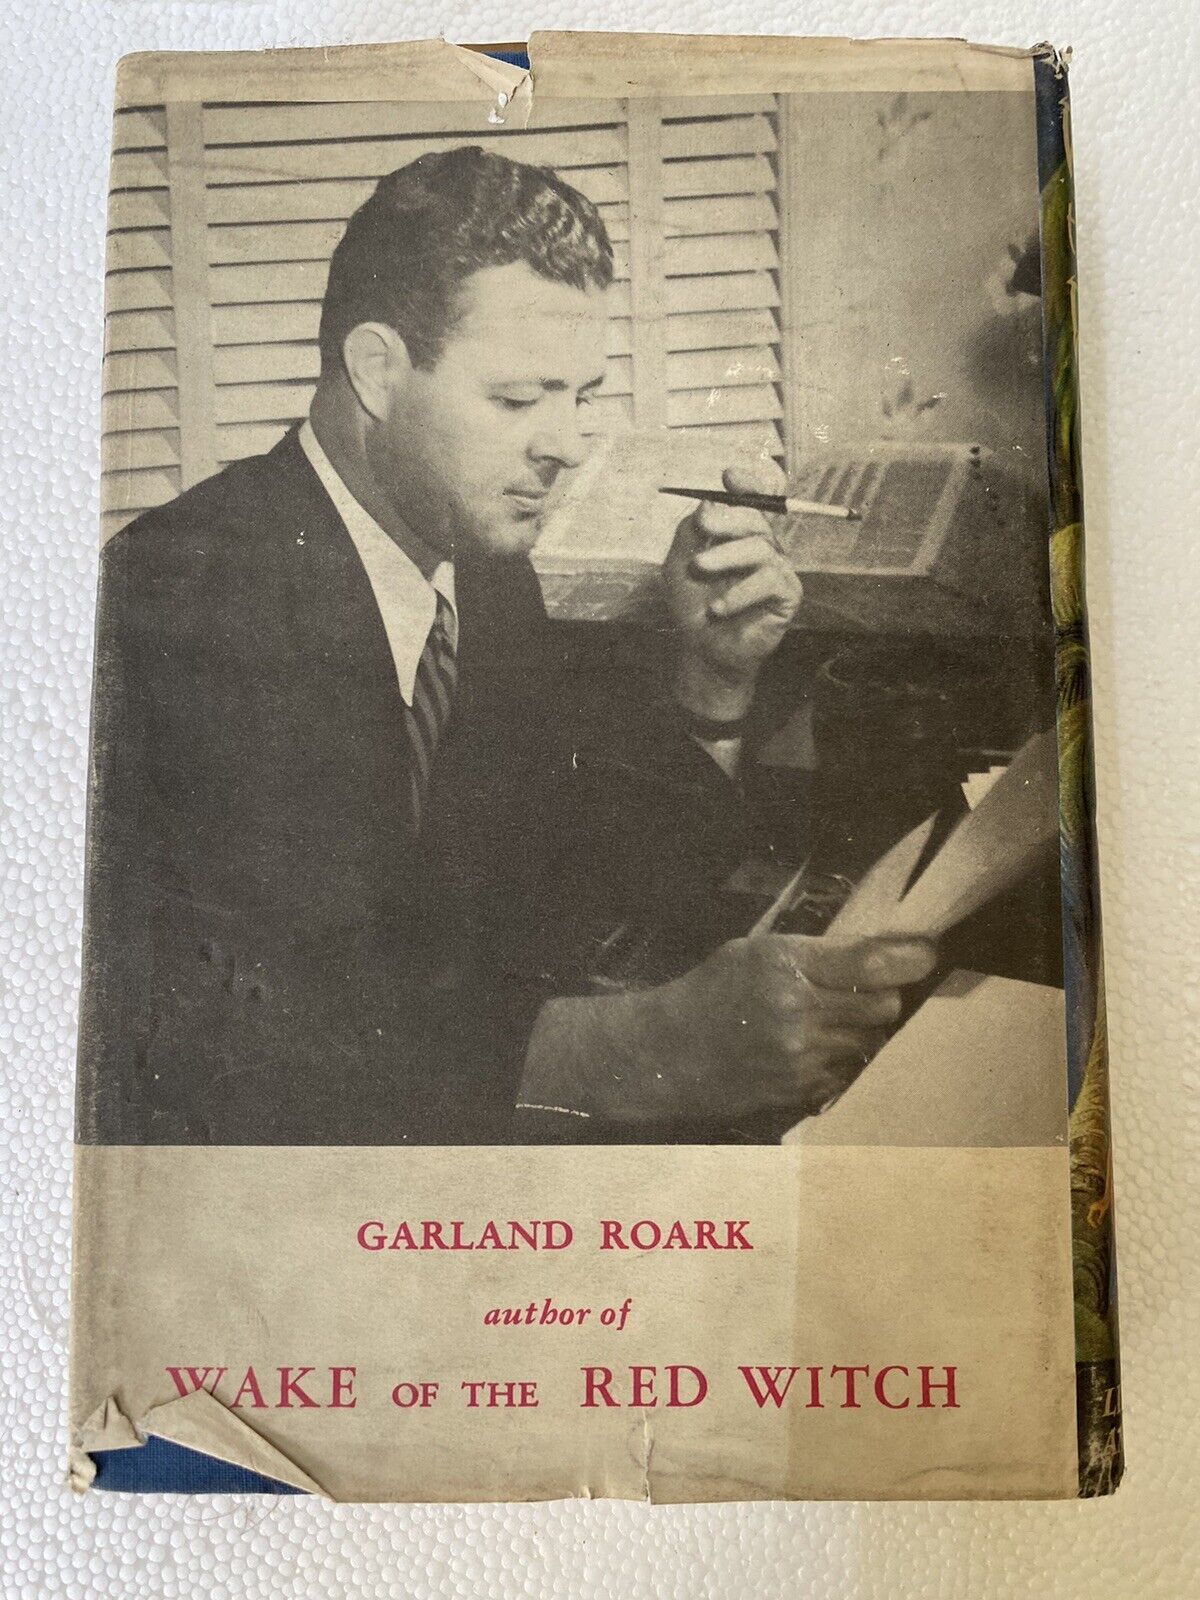 GARLAND ROARK
author of
WAKE OF THE RED WITCH